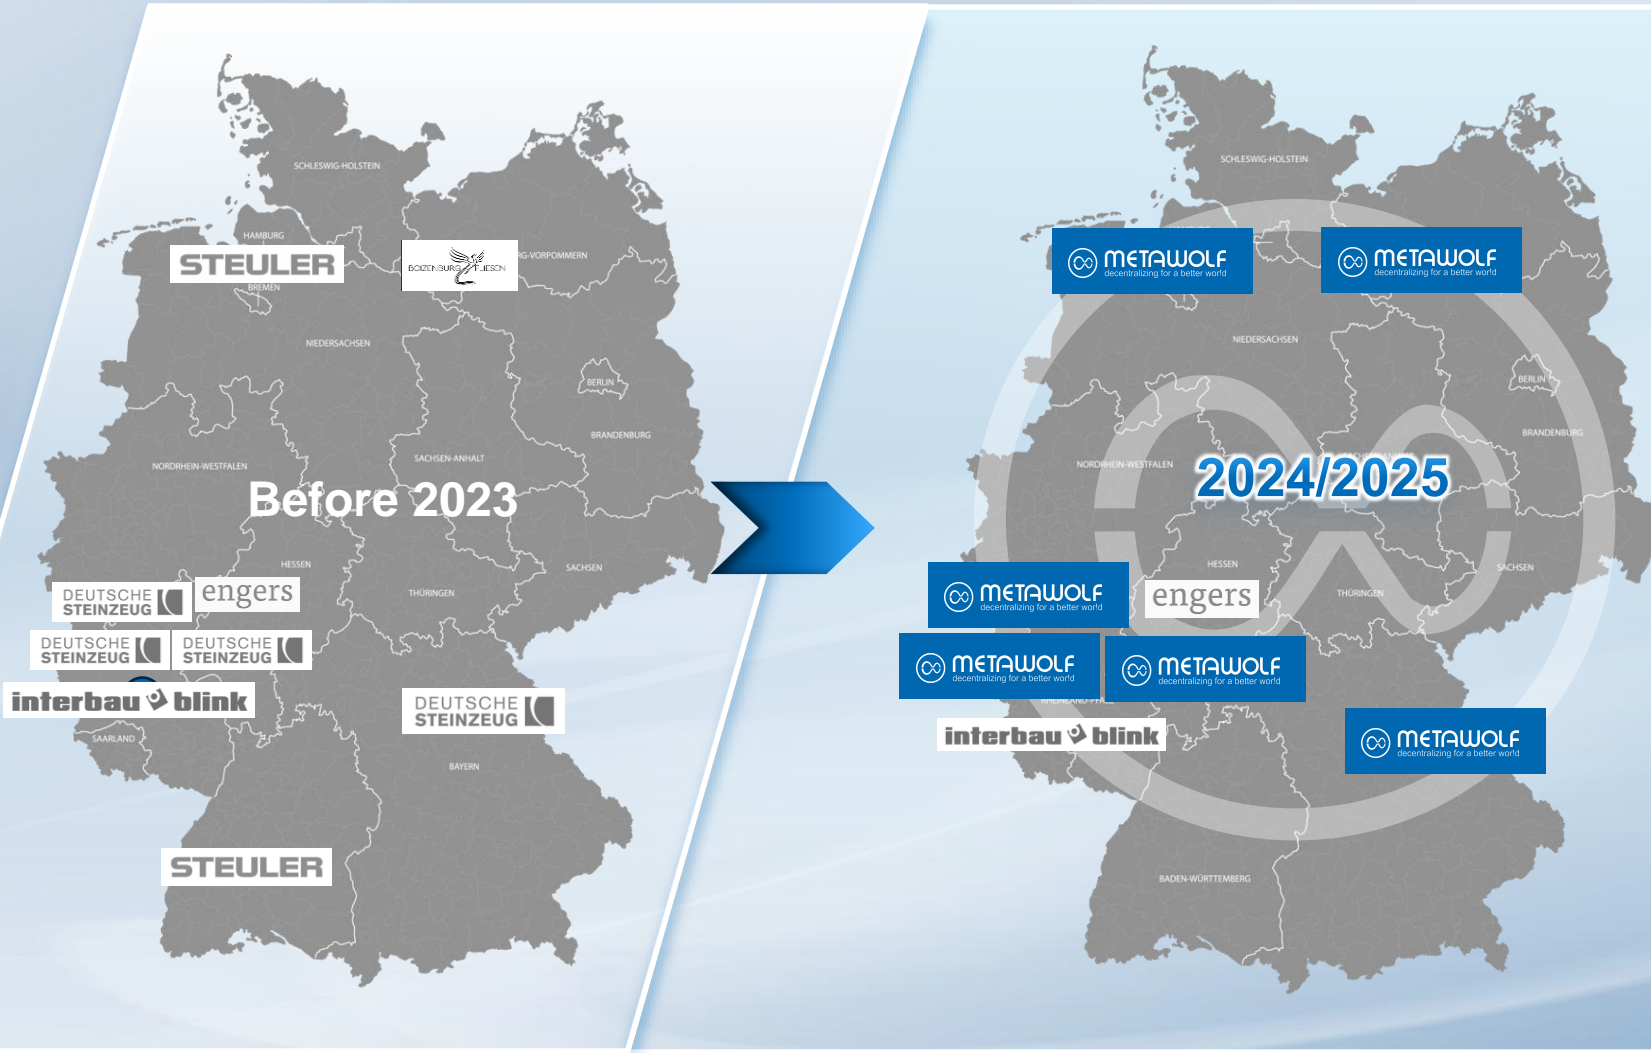 SCHLESWIG-HOLSTEIN
HAMBURG
STEULER
BREMEN
BOIZENBURG FLIESEN
RG-VORPOMMERN
NIEDERSACHSEN
BERLIN
BRANDENBURG
SACHSEN-ANHALT
NORDRHEIN-WESTFALEN
Before 2023
HESSEN
SACHSEN
THÜRINGEN
DEUTSCHE
STEINZEUG
engers
DEUTSCHE
STEINZEUG
DEUTSCHE
STEINZEUG
interbau blink
DEUTSCHE
STEINZEUG
SAARLAND
BAYERN
STEULER
SCHLESWIG-HOLSTEIN
METAWOLF
decentralizing for a better world
METAWOLF
decentralizing for a better world
NIEDERSACHSEN
BERLIN
BRANDENBURG
NORDRHEIN-WESTFALEN
2024/2025
HESSEN
SACHSEN
THÜRINGEN
METAWOLF
decentralizing for a better world
engers
METAWOLF
decentralizing for a better world
METAWOLF
decentralizing for a better world
RHEINLAND-PFALZ
interbau blink
METAWOLF
decentralizing for a better world
BADEN-WÜRTTEMBERG